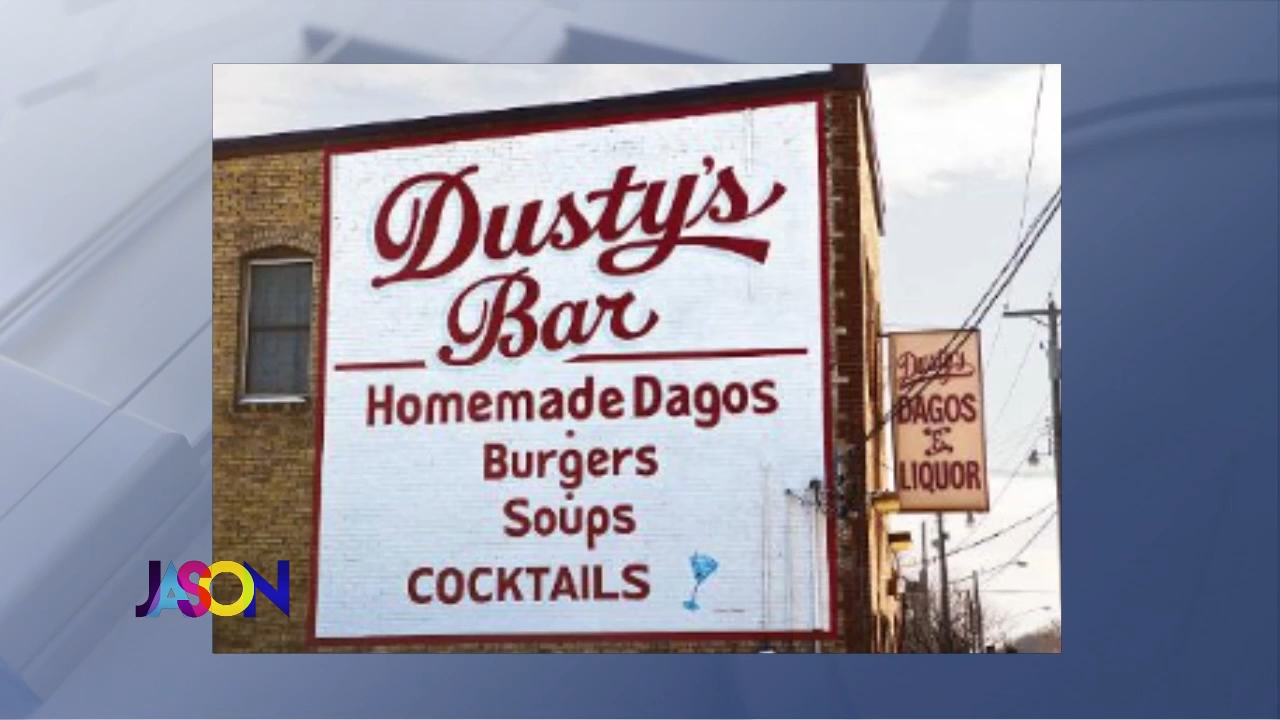 Dusty's
Bar
Homemade Dagos
Burgers
Soups
COCKTAILS
Dusty's
DAGOS
&
LIQUOR
JASON